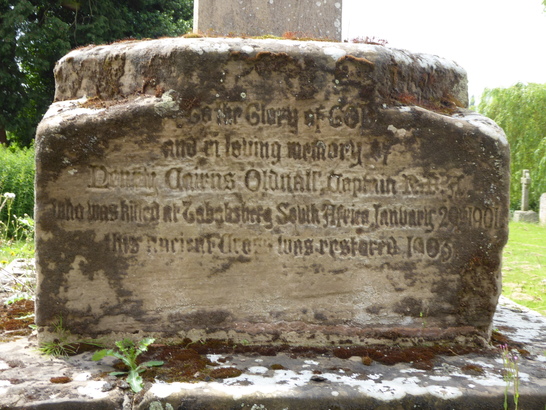 To the Glory of GOD
and in loving memory of
Cairns Oldnall, Captain
who was killed at South Africa January 1901
this ancient Cross was restored 1905